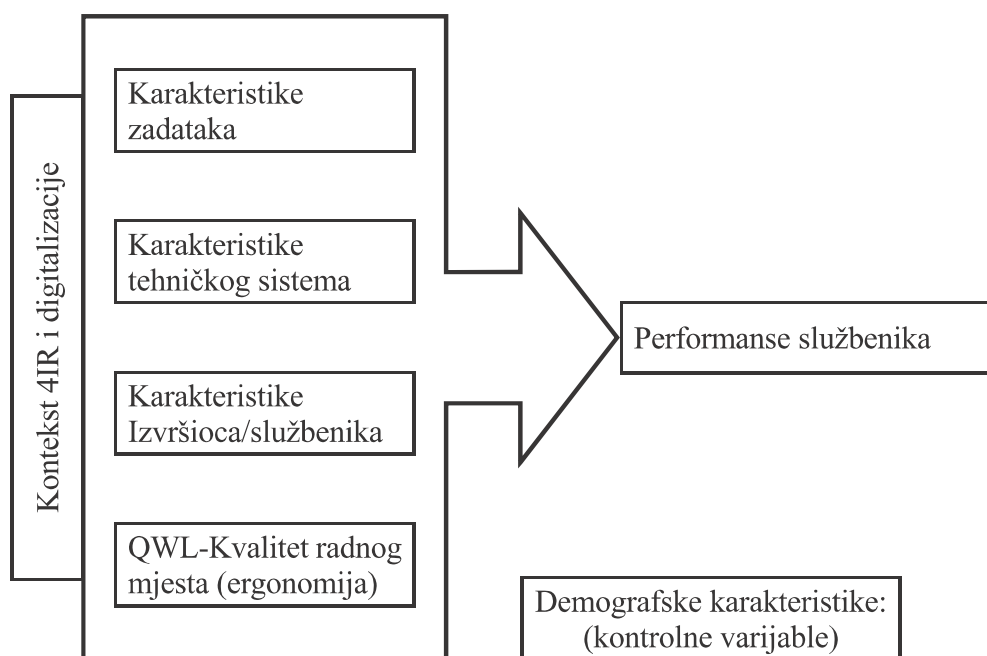 Kontekst 4IR i digitalizacije
Karakteristike
zadataka
Karakteristike
tehničkog sistema
Karakteristike
Izvršioca/službenika
QWL-Kvalitet radnog
mjesta (ergonomija)
Performanse službenika
Demografske karakteristike:
(kontrolne varijable)